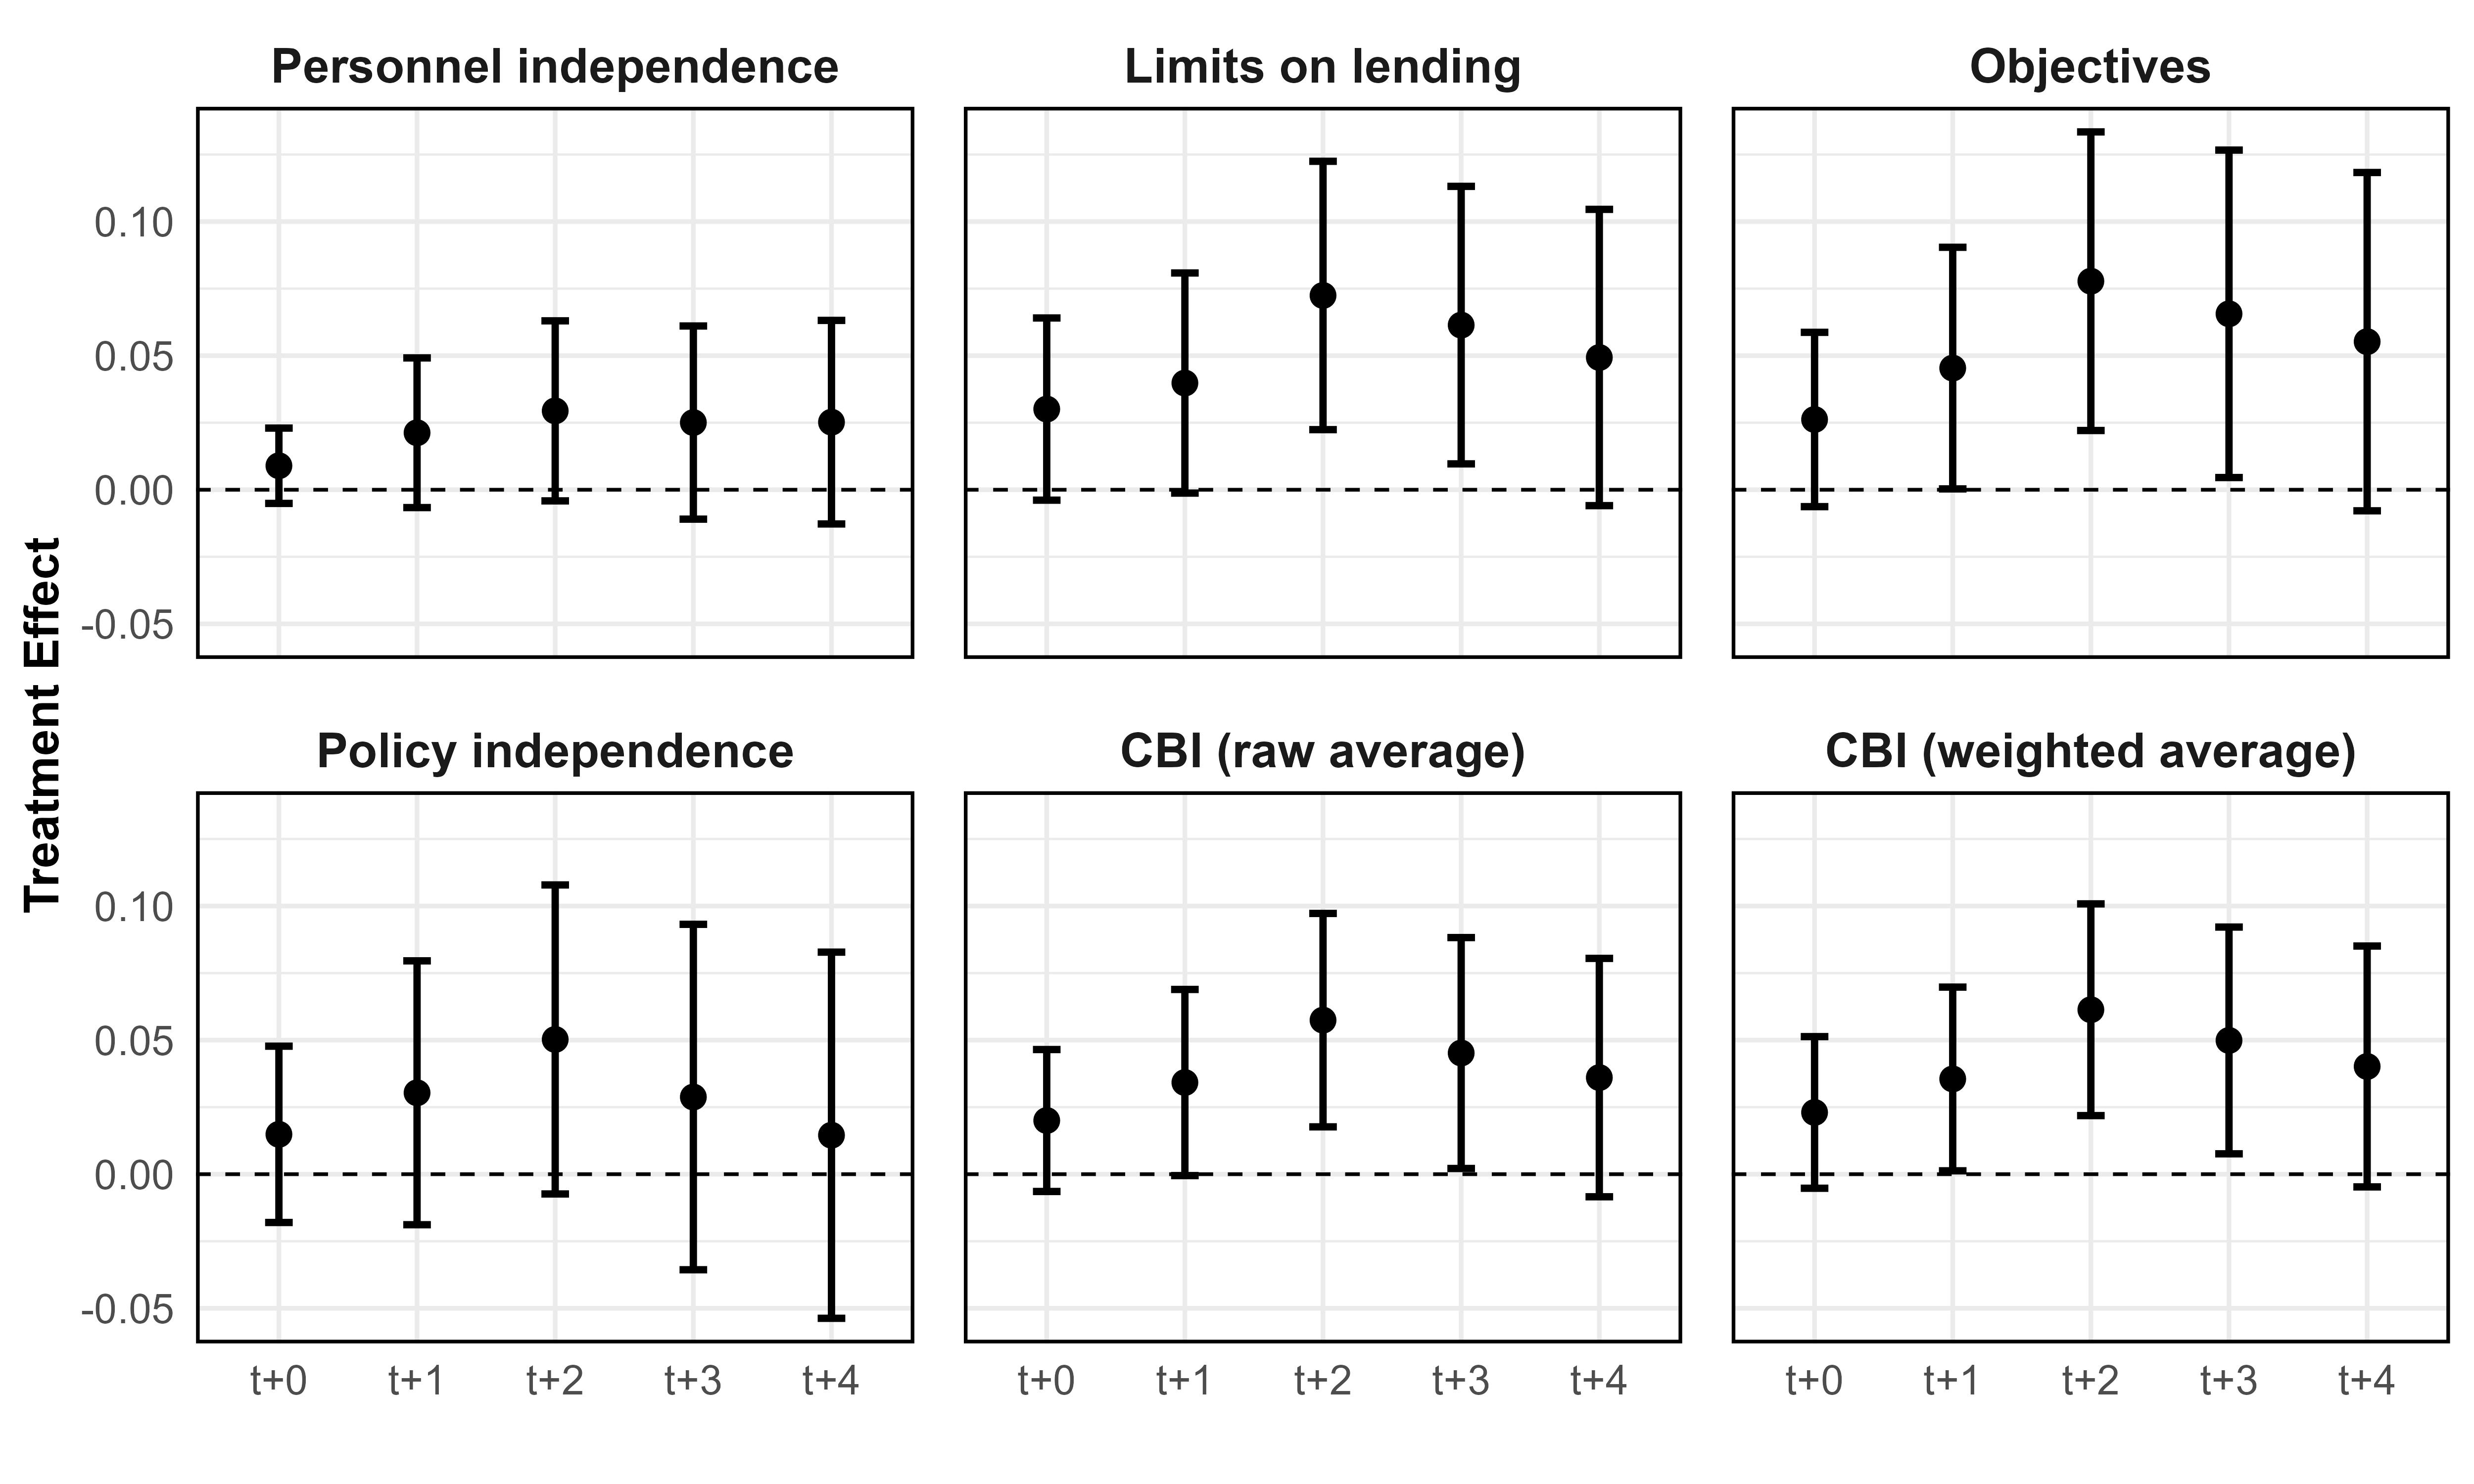 Personnel independence
Limits on lending
Objectives
0.10
0.05
0.00
-0.05
Treatment Effect
Policy independence
CBI (raw average)
CBI (weighted average)
0.10
0.05
0.00
-0.05
t+0 t+1 t+2 t+3 t+4
t+0 t+1 t+2 t+3 t+4
t+0 t+1 t+2 t+3 t+4